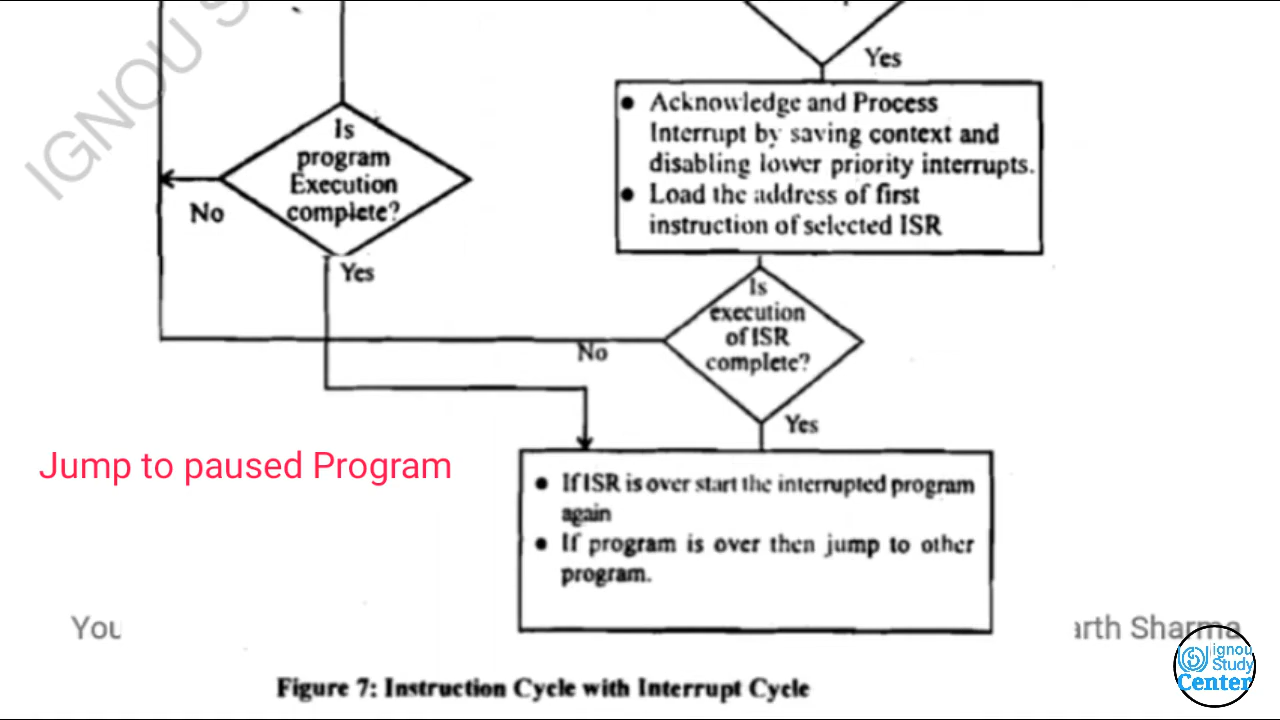 IGNOU S
Yes
Is
program
Execution
complete?
No
Yes
• Acknowledge and Process
Interrupt by saving context and
disabling lower priority interrupts.
• Load the address of first
instruction of selected ISR
Is
execution
of ISR
complete?
No
Yes
Jump to paused Program
• If ISR is over start the interrupted program
again
• If program is over then jump to other
program.
You
arth Sharma
ignou
Study
Center
Figure 7: Instruction Cycle with Interrupt Cycle